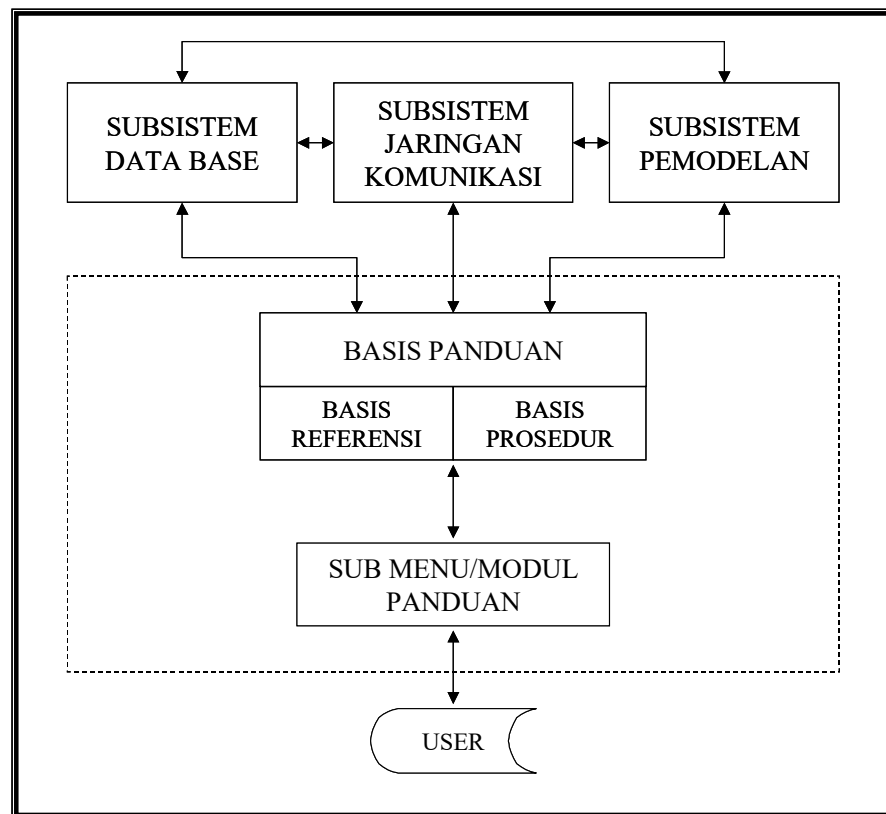 SUBSISTEM
DATA BASE
SUBSISTEM
JARINGAN
KOMUNIKASI
SUBSISTEM
PEMODELAN
BASIS PANDUAN
BASIS
REFERENSI
BASIS
PROSEDUR
SUB MENU/MODUL
PANDUAN
USER